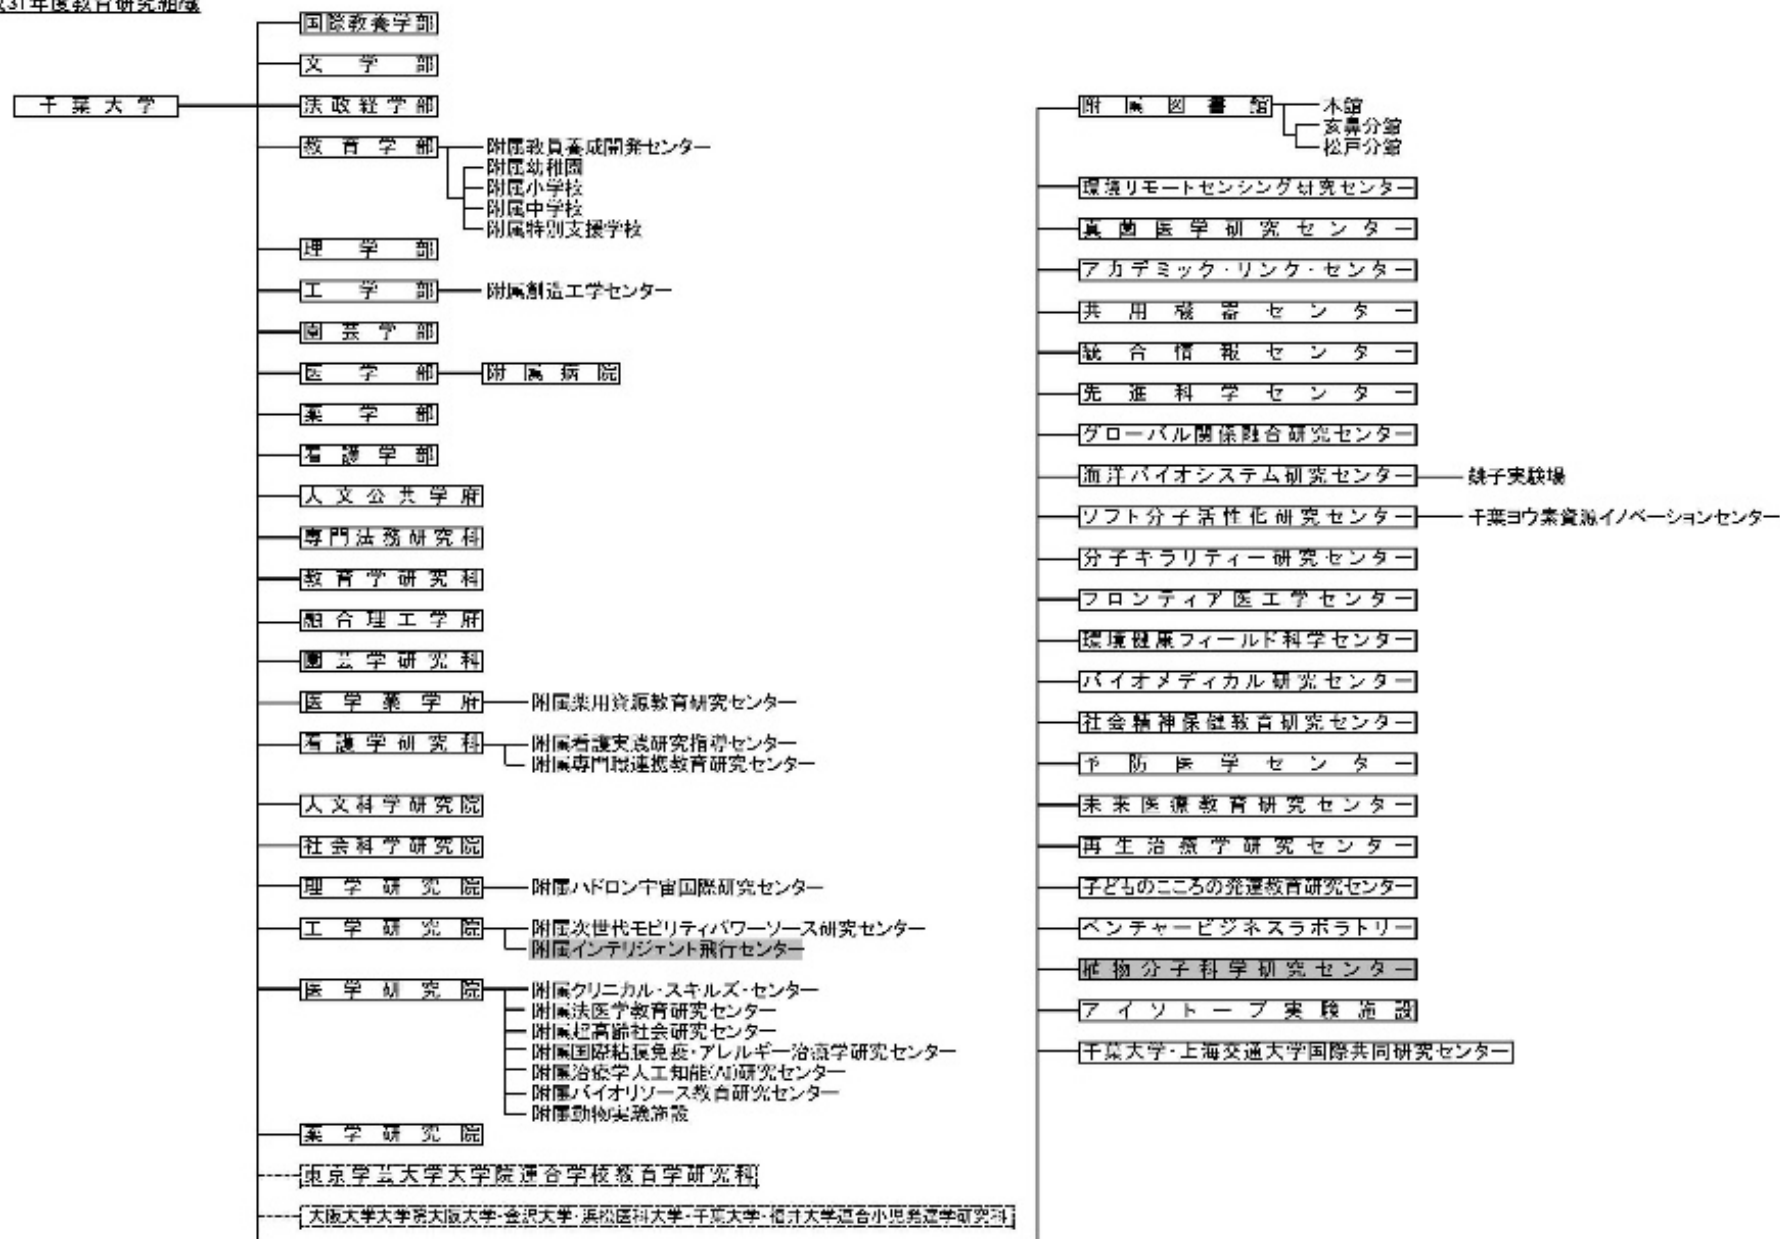 31年度教育研究組織
千葉大学
国際教養学部
文学部
法政経学部
教育学部
附属教員養成開発センター
附属幼稚園
附属小学校
附属中学校
附属特別支援学校
理学部
工学部
附属創造工学センター
園芸学部
医学部
附属病院
薬学部
看護学部
人文公共学府
専門法務研究科
教育学研究科
融合理工学府
園芸学研究科
医学薬学府
附属薬用資源教育研究センター
看護学研究科
附属看護実践研究指導センター
附属専門職連携教育研究センター
人文科学研究院
社会科学研究院
理学研究院
附属ハドロン宇宙国際研究センター
工学研究院
附属次世代モビリティパワーソース研究センター
附属インテリジェント飛行センター
医学研究院
附属クリニカル・スキルズ・センター
附属法医学教育研究センター
附属超高齢社会研究センター
附属国際粘膜免疫・アレルギー治療学研究センター
附属治療学人工知能(AI)研究センター
附属バイオリソース教育研究センター
附属動物実験施設
薬学研究院
東京学芸大学大学院連合学校教育学研究科
大阪大学大学院大阪大学・金沢大学・浜松医科大学・千葉大学・福井大学連合小児発達学研究科
附属図書館
本館
亥鼻分館
松戸分館
環境リモートセンシング研究センター
真菌医学研究センター
アカデミック・リンク・センター
共用機器センター
統合情報センター
先進科学センター
グローバル関係融合研究センター
海洋バイオシステム研究センター
銚子実験場
ソフト分子活性化研究センター
千葉ヨウ素資源イノベーションセンター
分子キラリティー研究センター
フロンティア医工学センター
環境健康フィールド科学センター
バイオメディカル研究センター
社会精神保健教育研究センター
予防医学センター
未来医療教育研究センター
再生治療学研究センター
子どものこころの発達教育研究センター
ベンチャービジネスラボラトリー
植物分子科学研究センター
アイソトープ実験施設
千葉大学・上海交通大学国際共同研究センター